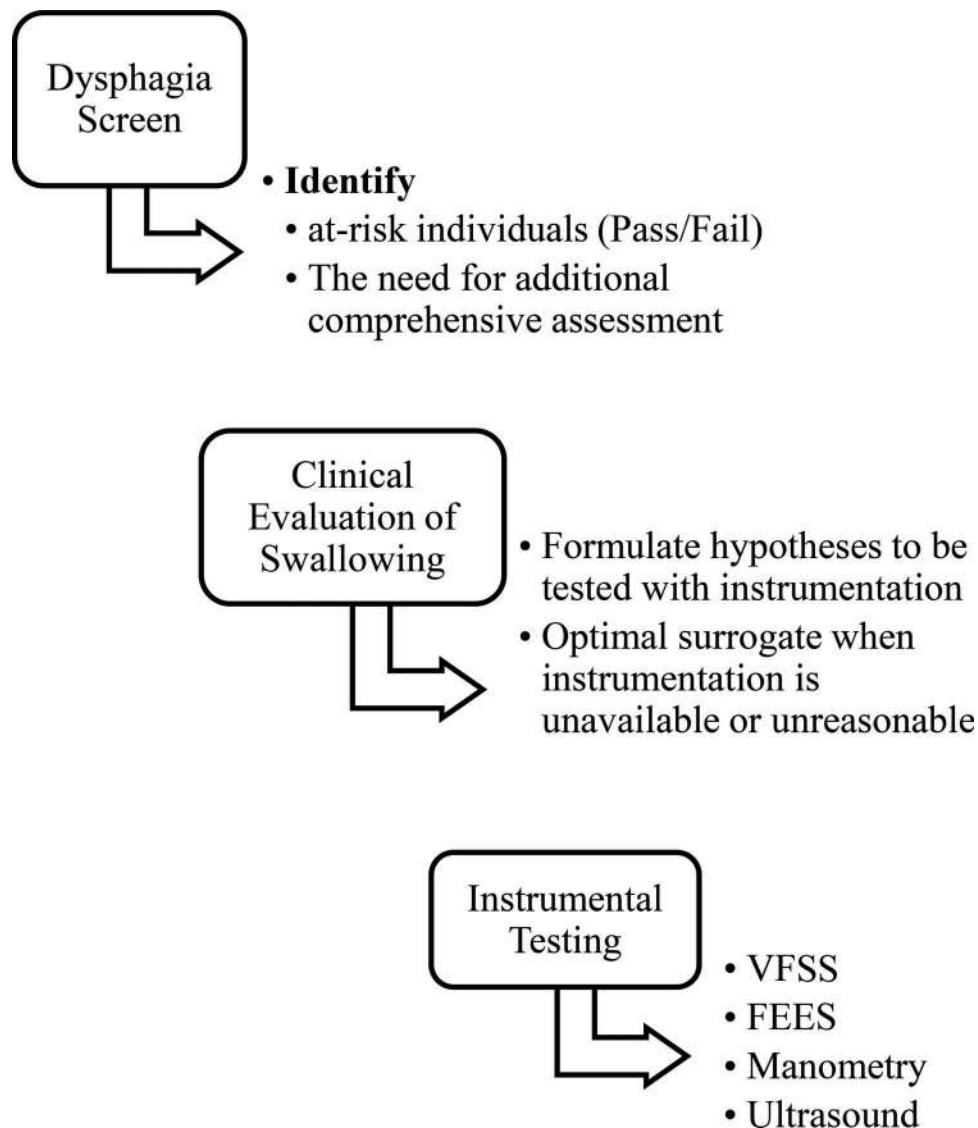 Dysphagia
Screen
• Identify
• at-risk individuals (Pass/Fail)
• The need for additional
comprehensive assessment
Clinical
Evaluation of
Swallowing
• Formulate hypotheses to be
tested with instrumentation
• Optimal surrogate when
instrumentation is
unavailable or unreasonable
Instrumental
Testing
• VFSS
• FEES
• Manometry
• Ultrasound